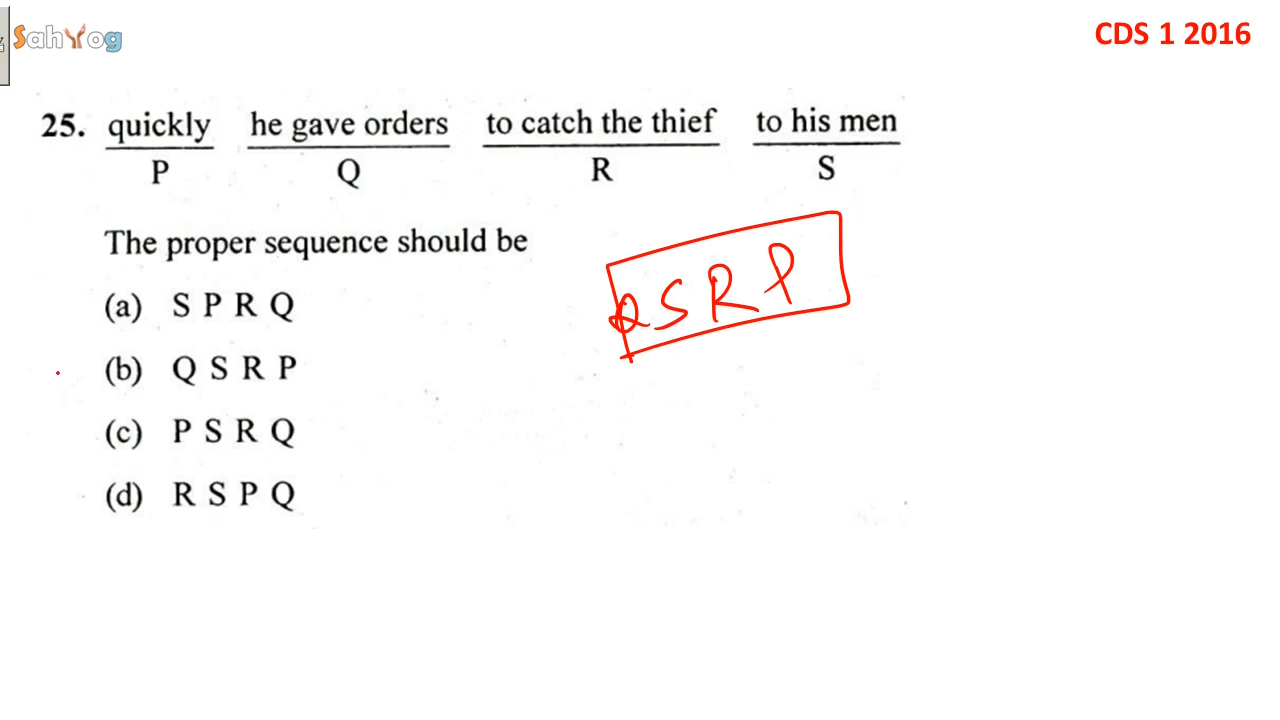 SahYog
CDS 1 2016
25. quickly he gave orders to catch the thief to his men
P Q R S
The proper sequence should be
QSRP
(a) S P R Q
(b) Q S R P
(c) P S R Q
(d) R S P Q